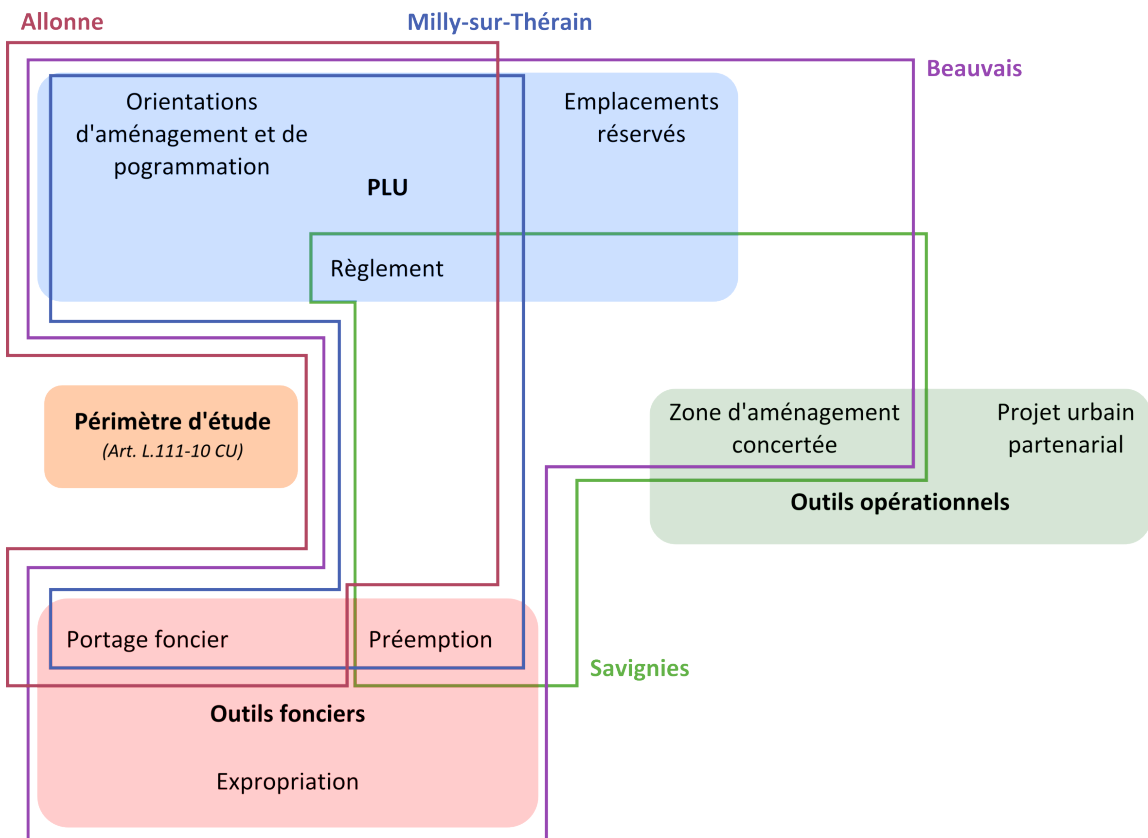 Allonne
Milly-sur-Thérain
Beauvais
Orientations
d'aménagement et de
pogrammation
Emplacements
réservés
PLU
Règlement
Périmètre d'étude
(Art. L.111-10 CU)
Zone d'aménagement
concertée
Projet urbain
partenarial
Outils opérationnels
Portage foncier
Préemption
Savignies
Outils fonciers
Expropriation